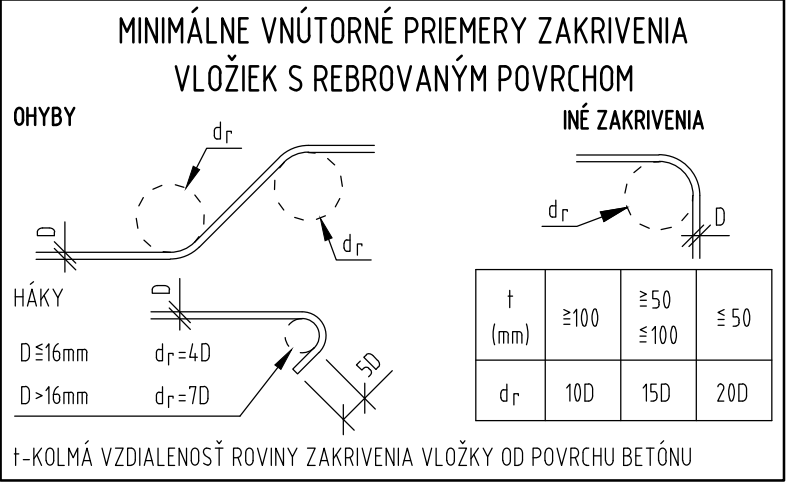 MINIMÁLNE VNÚTORNÉ PRIEMERY ZAKRIVENIA
VLOŽIEK S REBROVANÝM POVRCHOM
OHYBY
dr
D
dr
INÉ ZAKRIVENIA
dr
D
HÁKY
D
D≦16mm dr=4D
D>16mm dr=7D
5D
t (mm) ≧100 ≧50 ≦100 ≦50
dr 10D 15D 20D
t-KOLMÁ VZDIALENOSŤ ROVINY ZAKRIVENIA VLOŽKY OD POVRCHU BETÓNU